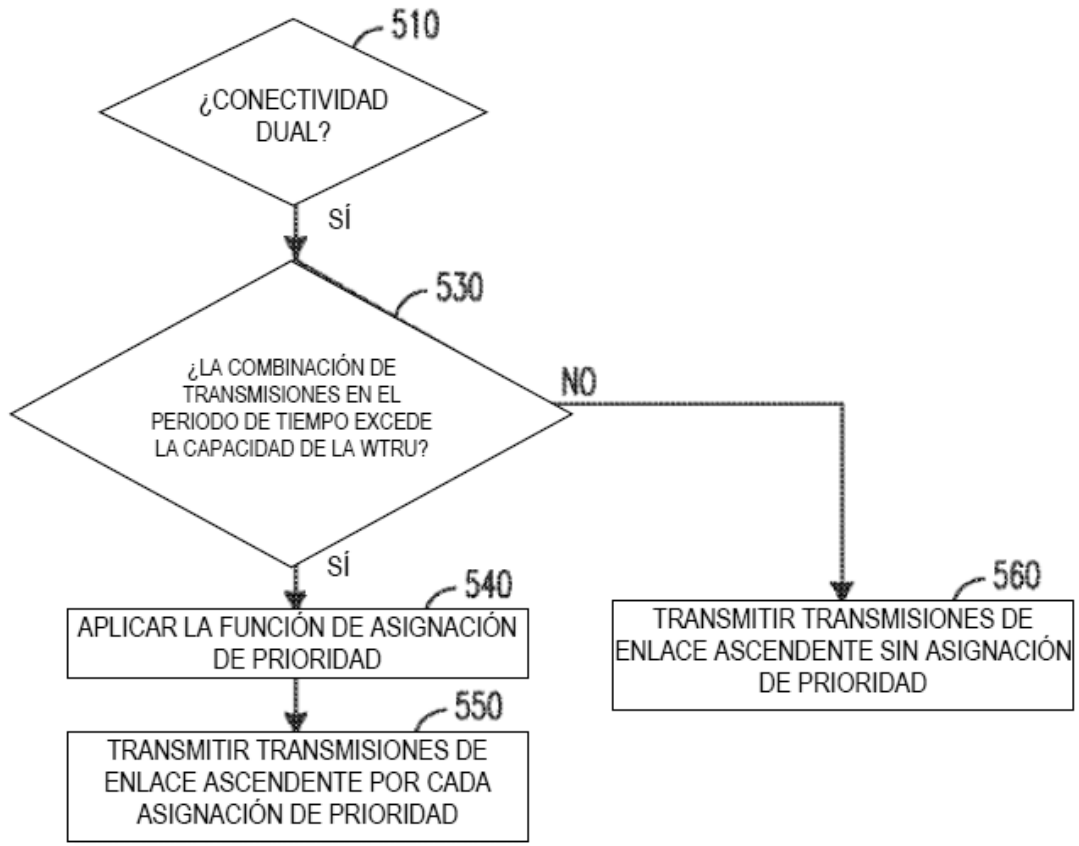 510
¿CONECTIVIDAD
DUAL?
SÍ
530
¿LA COMBINACIÓN DE
TRANSMISIONES EN EL
PERIODO DE TIEMPO EXCEDE
LA CAPACIDAD DE LA WTRU?
NO
SÍ
540
APLICAR LA FUNCIÓN DE ASIGNACIÓN
DE PRIORIDAD
560
TRANSMITIR TRANSMISIONES DE
ENLACE ASCENDENTE SIN ASIGNACIÓN
DE PRIORIDAD
550
TRANSMITIR TRANSMISIONES DE
ENLACE ASCENDENTE POR CADA
ASIGNACIÓN DE PRIORIDAD